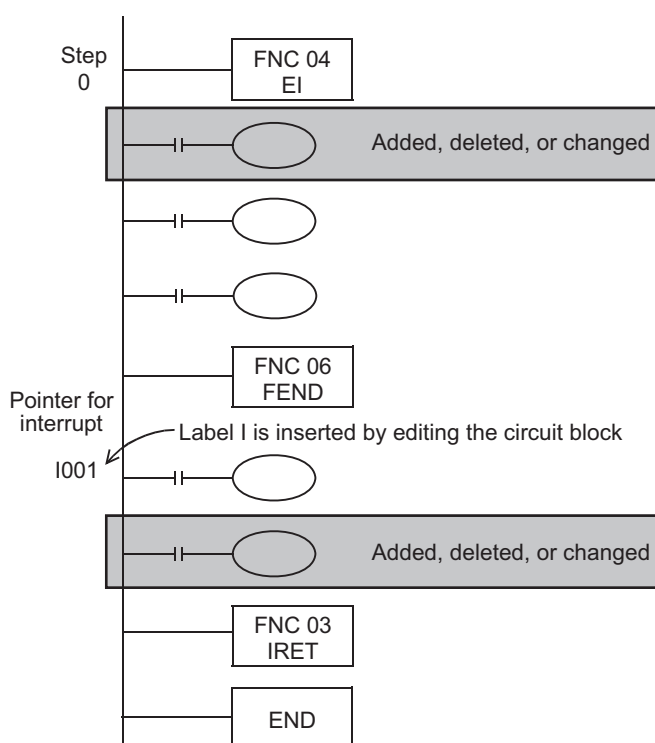 Step
0
FNC 04
EI
Added, deleted, or changed
FNC 06
FEND
Pointer for
interrupt
Label I is inserted by editing the circuit block
I001
Added, deleted, or changed
FNC 03
IRET
END